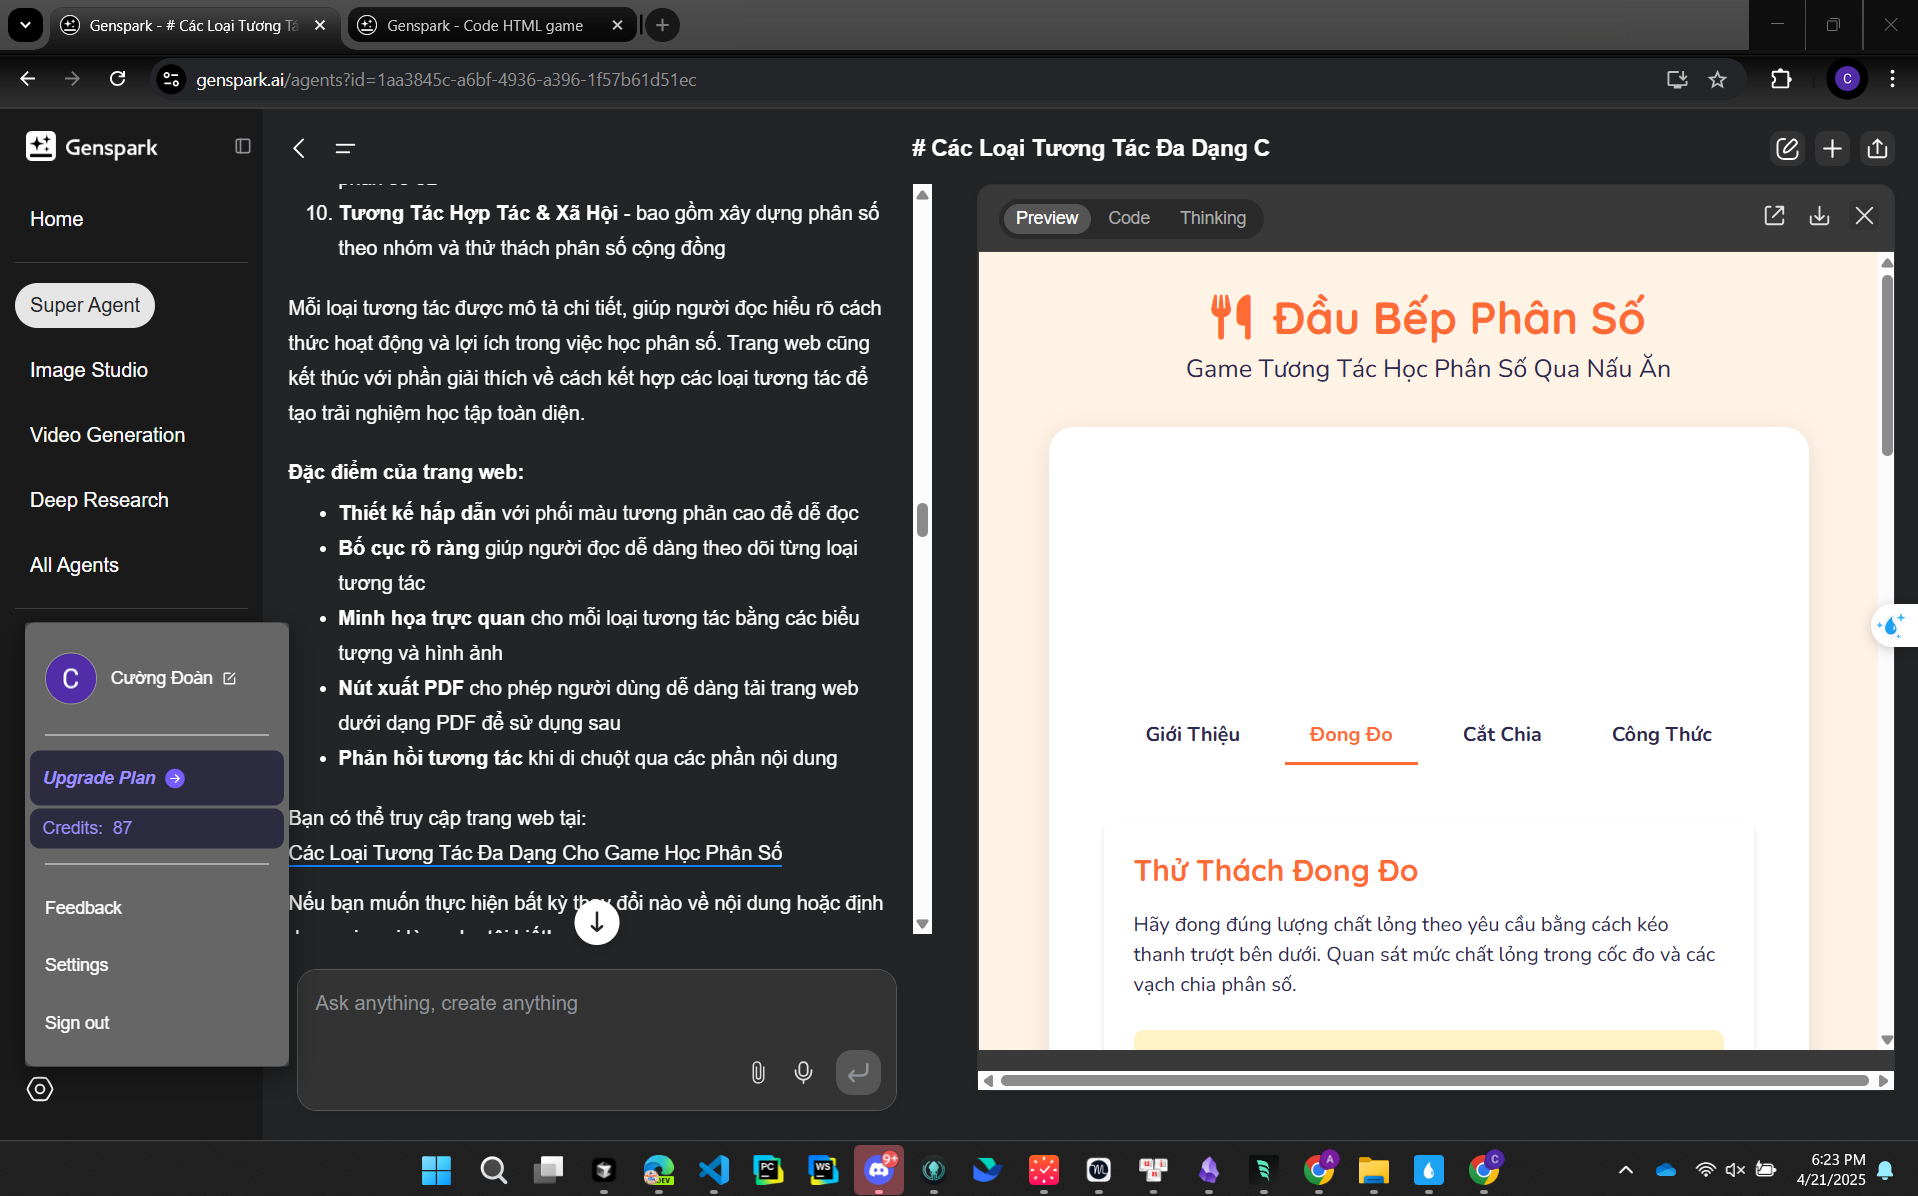 Genspark - # Các Loại Tương Tá
Genspark - Code HTML game
genspark.ai/agents?id=1aa3845c-a6bf-4936-a396-1f57b61d51ec
C
Genspark
Home
Super Agent
Image Studio
Video Generation
Deep Research
All Agents
C
Cường Đoàn
Upgrade Plan
Credits: 87
Feedback
Settings
Sign out
# Các Loại Tương Tác Đa Dạng C
10. Tương Tác Hợp Tác & Xã Hội - bao gồm xây dựng phân số
theo nhóm và thử thách phân số cộng đồng
Mỗi loại tương tác được mô tả chi tiết, giúp người đọc hiểu rõ cách
thức hoạt động và lợi ích trong việc học phân số. Trang web cũng
kết thúc với phần giải thích về cách kết hợp các loại tương tác để
tạo trải nghiệm học tập toàn diện.
Đặc điểm của trang web:
• Thiết kế hấp dẫn với phối màu tương phản cao để dễ đọc
• Bố cục rõ ràng giúp người đọc dễ dàng theo dõi từng loại
tương tác
• Minh họa trực quan cho mỗi loại tương tác bằng các biểu
tượng và hình ảnh
• Nút xuất PDF cho phép người dùng dễ dàng tải trang web
dưới dạng PDF để sử dụng sau
• Phản hồi tương tác khi di chuột qua các phần nội dung
Bạn có thể truy cập trang web tại:
Các Loại Tương Tác Đa Dạng Cho Game Học Phân Số
Nếu bạn muốn thực hiện bất kỳ thay đổi nào về nội dung hoặc định
Ask anything, create anything
Preview
Code
Thinking
Đầu Bếp Phân Số
Game Tương Tác Học Phân Số Qua Nấu Ăn
Giới Thiệu
Đong Đo
Cắt Chia
Công Thức
Thử Thách Đong Đo
Hãy đong đúng lượng chất lỏng theo yêu cầu bằng cách kéo
thanh trượt bên dưới. Quan sát mức chất lỏng trong cốc đo và các
vạch chia phân số.
DEV
PC
WS
9+
A
C
6:23 PM
4/21/2025